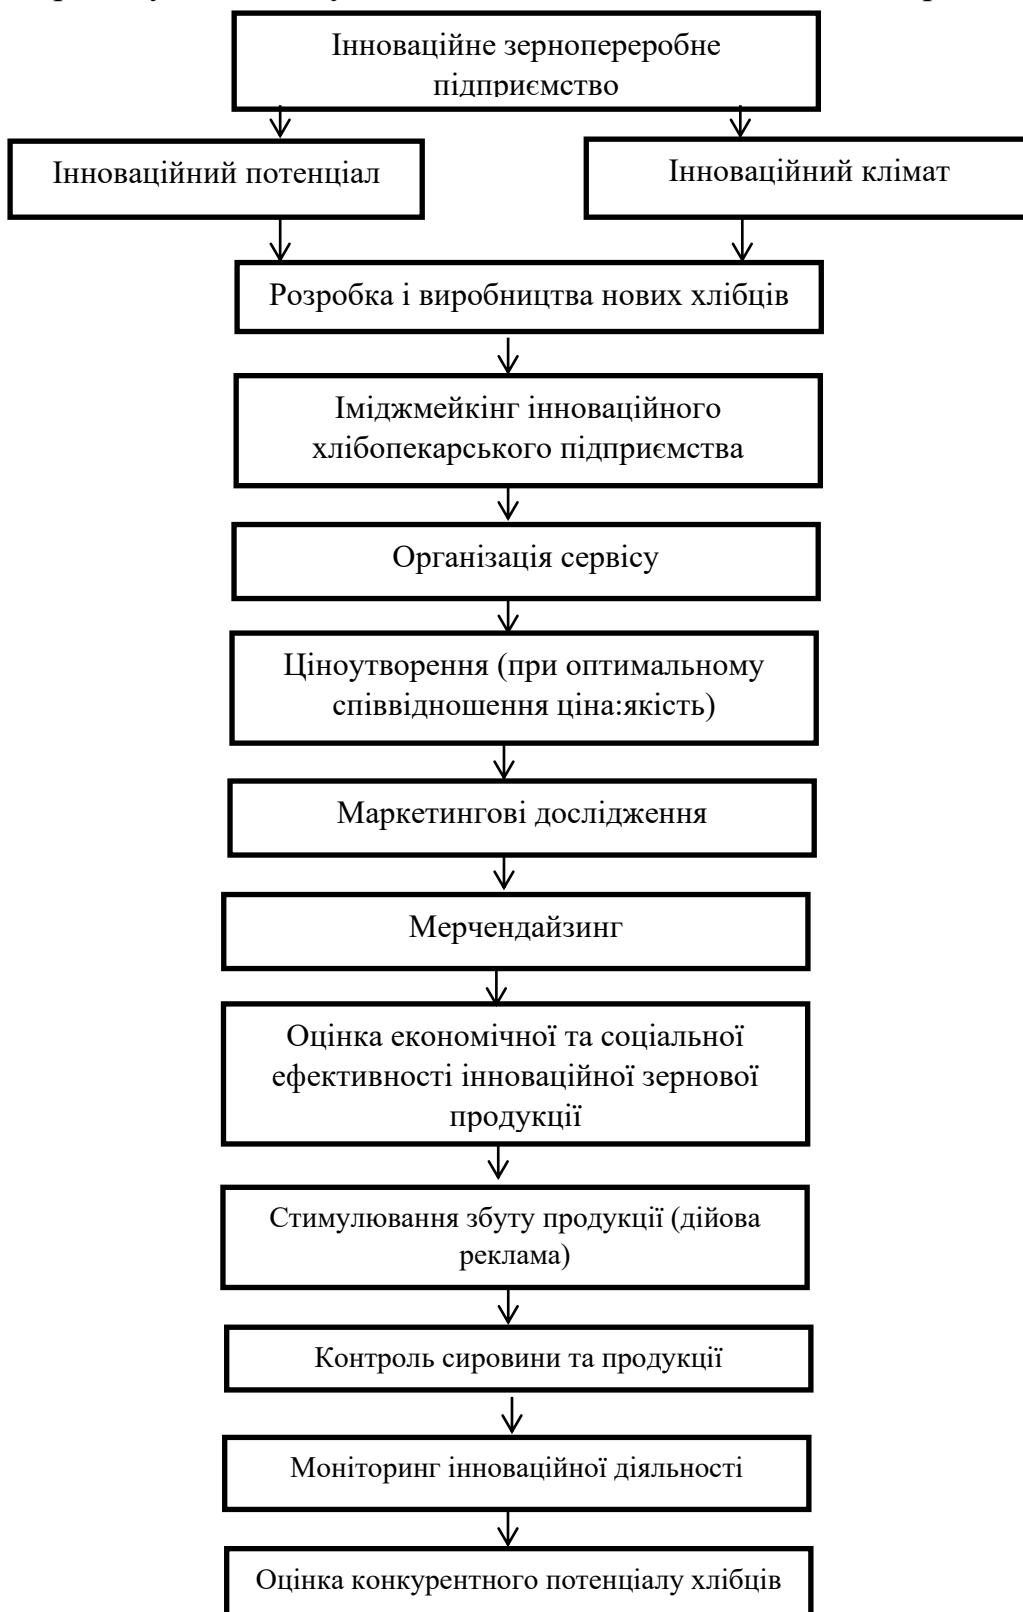 Інноваційне зернопереробне
підприємство
Інноваційний потенціал
Інноваційний клімат
Розробка і виробництва нових хлібців
Іміджмейкінг інноваційного
хлібопекарського підприємства
Організація сервісу
Ціноутворення (при оптимальному
співвідношення ціна:якість)
Маркетингові дослідження
Мерчендайзинг
Оцінка економічної та соціальної
ефективності інноваційної зернової
продукції
Стимулювання збуту продукції (дійова
реклама)
Контроль сировини та продукції
Моніторинг інноваційної діяльності
Оцінка конкурентного потенціалу хлібців